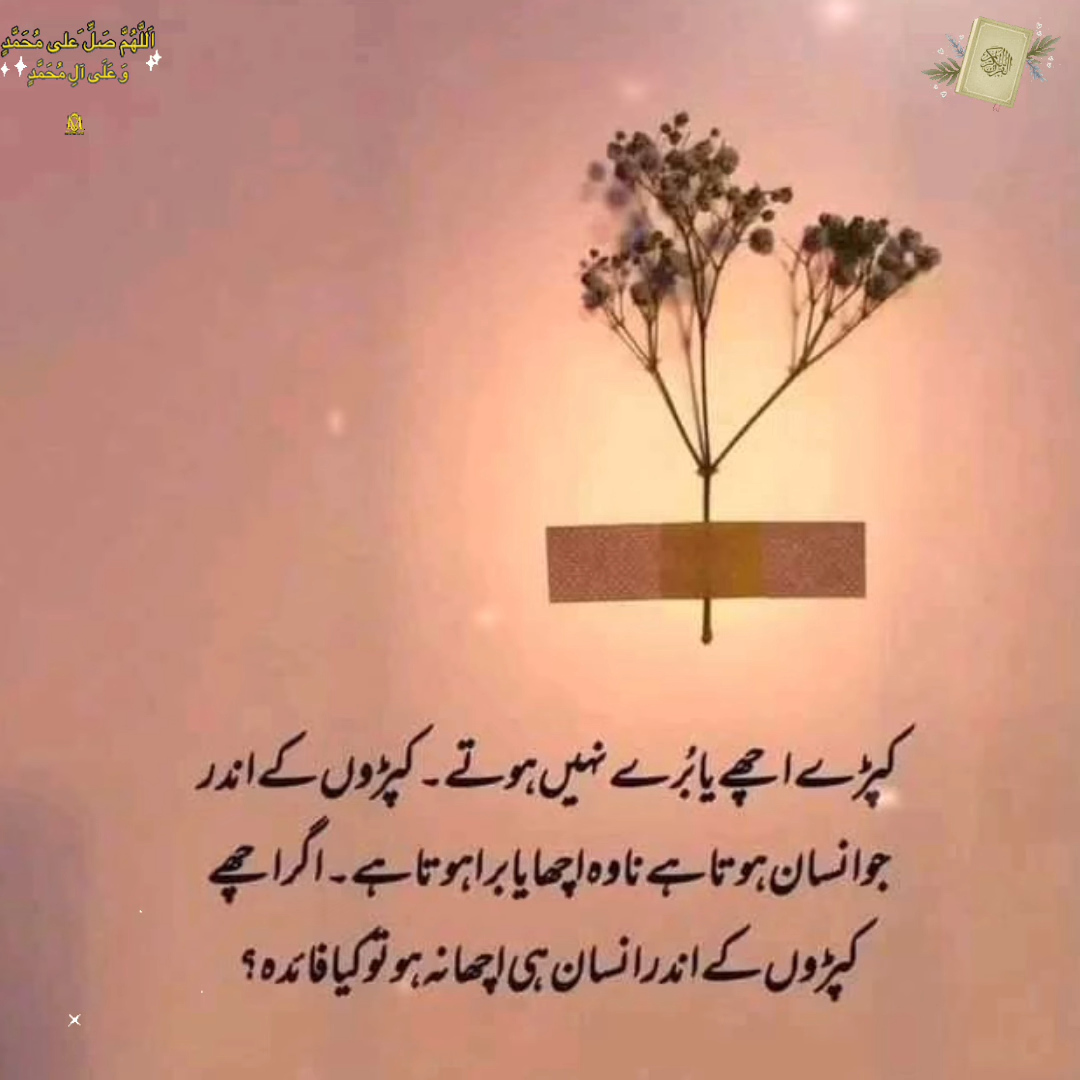 اَللّٰهُمَّ صَلِّ عَلى مُحَمَّدٍ
وَ عَلَى آلِ مُحَمَّدٍ
کپڑے اچھے یا بُرے نہیں ہوتے۔ کپڑوں کے اندر
جو انسان ہوتا ہے نا وہ اچھا یا برا ہوتا ہے۔ اگر اچھے
کپڑوں کے اندر انسان ہی اچھا نہ ہو تو کیا فائدہ؟